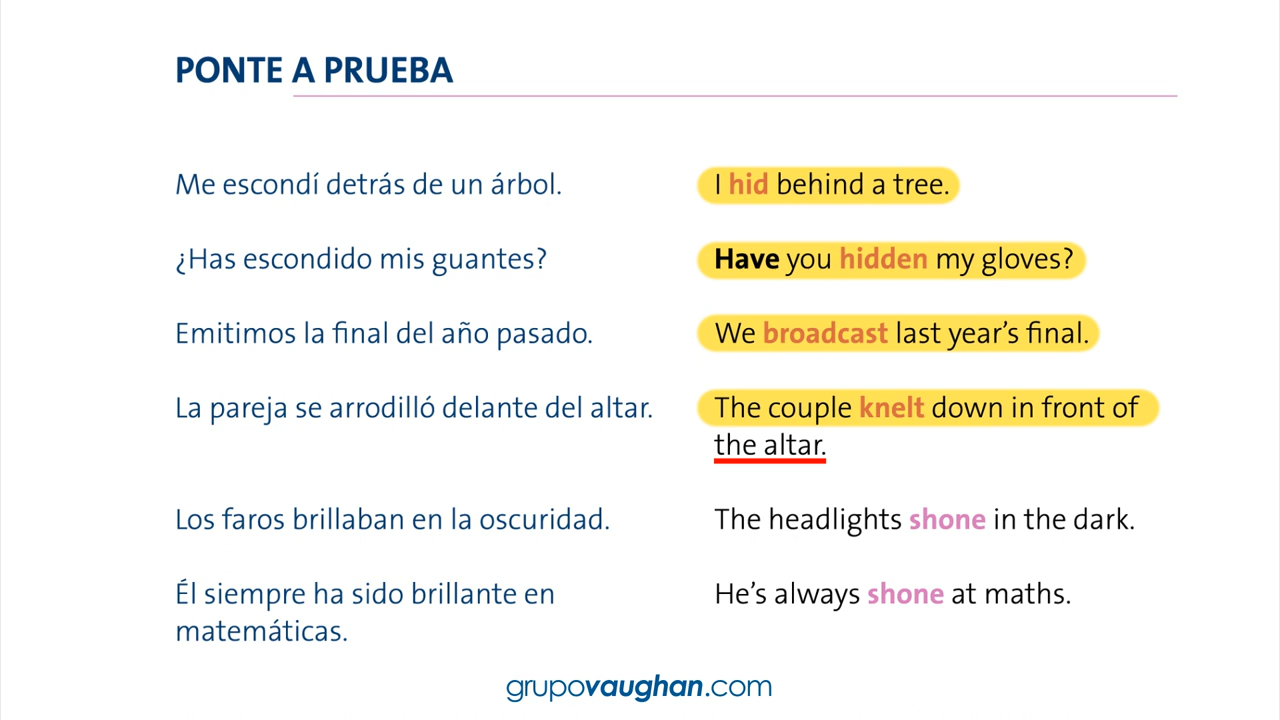 PONTE A PRUEBA
Me escondí detrás de un árbol.
I hid behind a tree.
¿Has escondido mis guantes?
Have you hidden my gloves?
Emitimos la final del año pasado.
We broadcast last year's final.
La pareja se arrodilló delante del altar.
The couple knelt down in front of
the altar.
Los faros brillaban en la oscuridad.
The headlights shone in the dark.
Él siempre ha sido brillante en
matemáticas.
He's always shone at maths.
grupovaughan.com